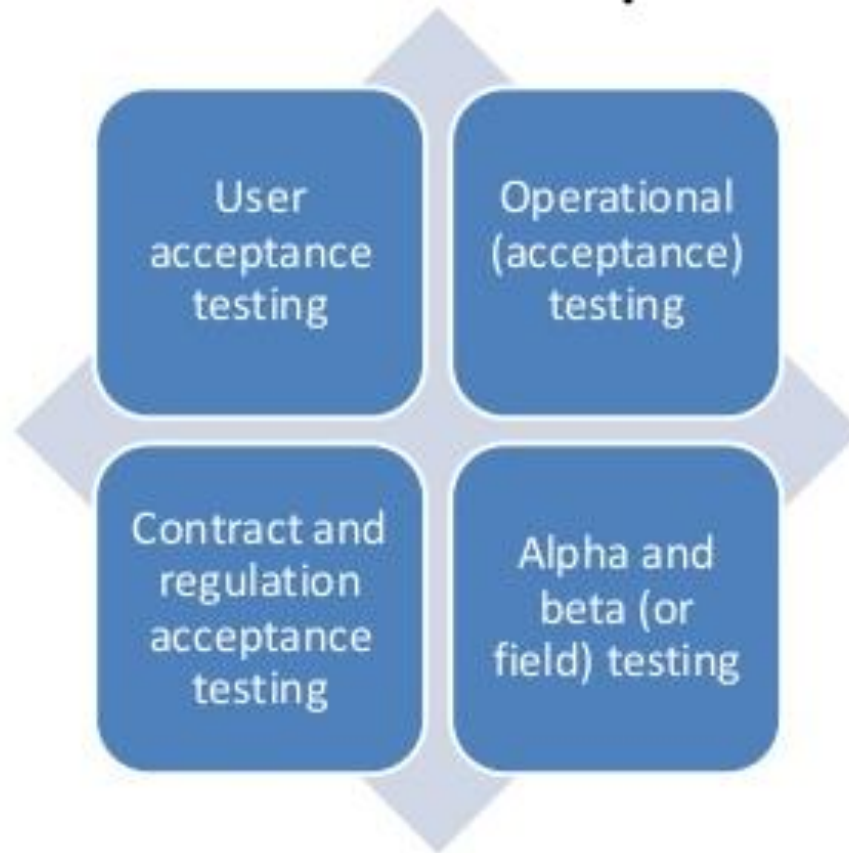 User
acceptance
testing
Operational
(acceptance)
testing
Contract and
regulation
acceptance
testing
Alpha and
beta (or
field) testing